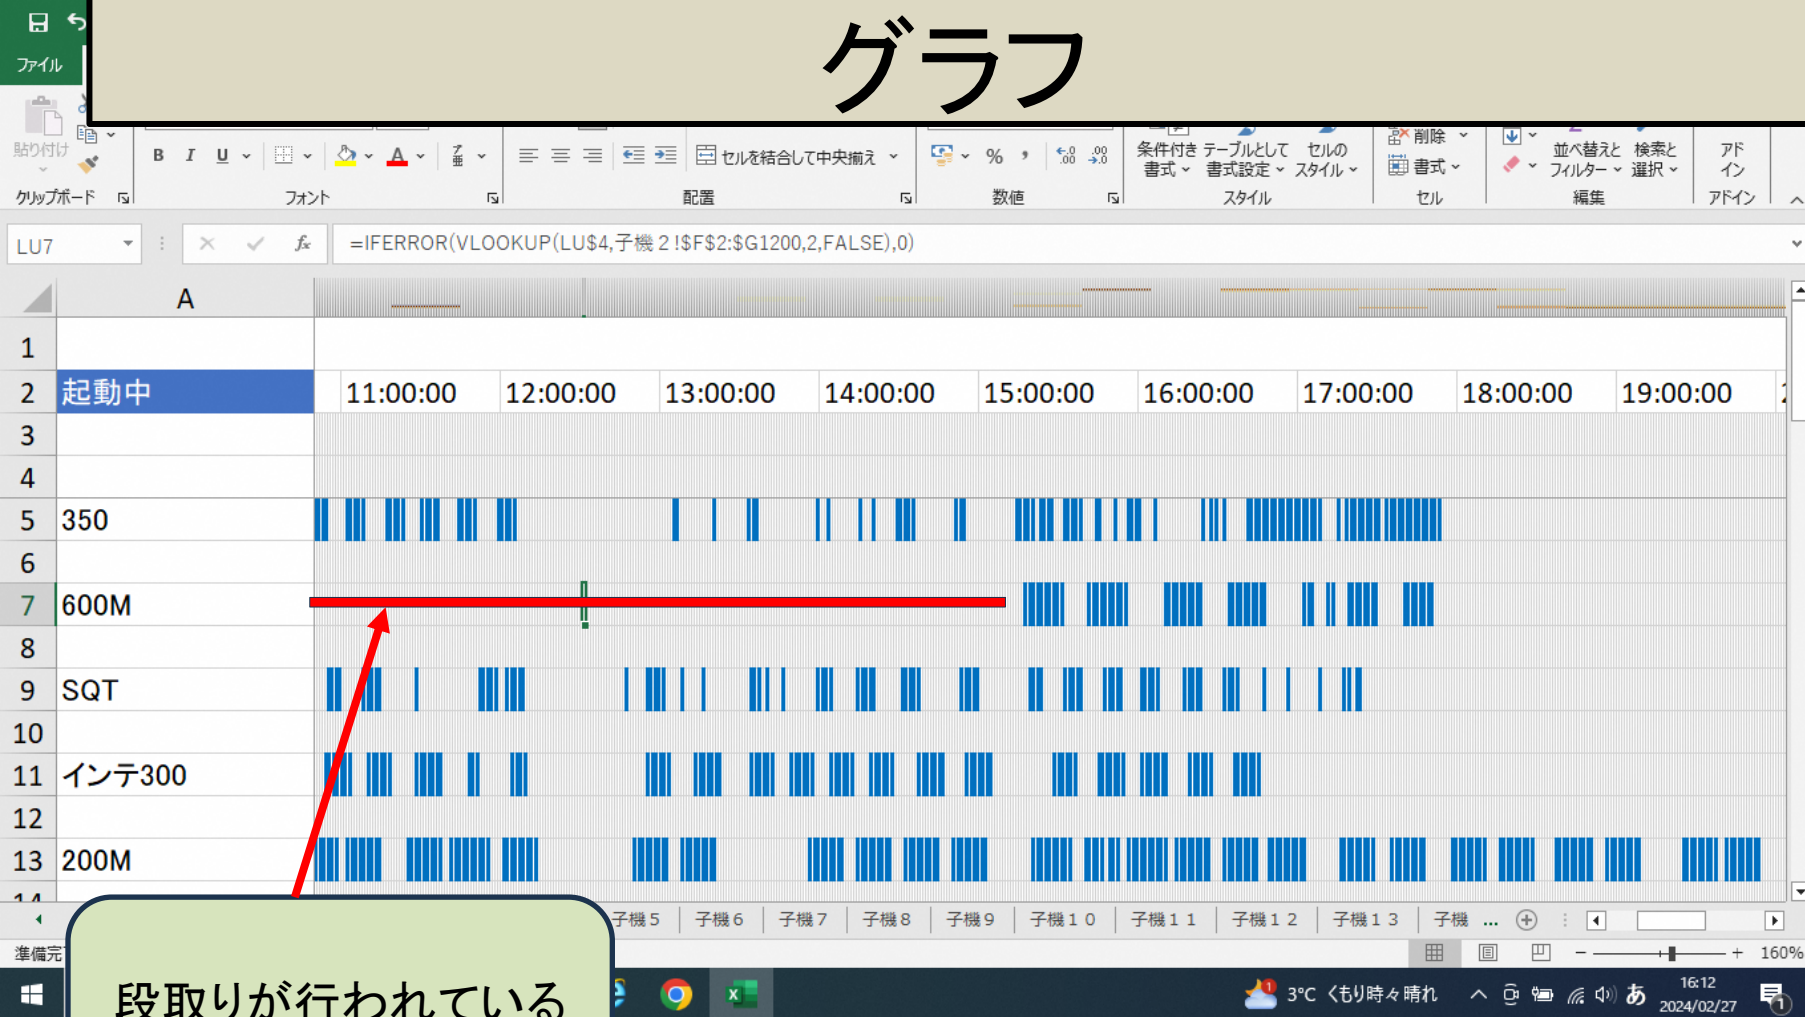 グラフ
ファイル
貼り付け
B I U
A
ア
亜
セルを結合して中央揃え
%
条件付き テーブルとして セルの
書式 書式設定 スタイル
削除
書式
並べ替えと 検索と
フィルター 選択
アド
イン
クリップボード
フォント
配置
数値
スタイル
セル
編集
アドイン
LU7
fx
=IFERROR(VLOOKUP(LU$4,子機２!$F$2:$G1200,2,FALSE),0)
A
1
2 起動中 11:00:00 12:00:00 13:00:00 14:00:00 15:00:00 16:00:00 17:00:00 18:00:00 19:00:00
3
4
5 350
6
7 600M
8
9 SQT
10
11 インテ300
12
13 200M
14
子機５ 子機６ 子機７ 子機８ 子機９ 子機１０ 子機１１ 子機１２ 子機１３ 子機 ...
準備完
160%
段取りが行われている
3°C くもり時々晴れ
あ
16:12
2024/02/27